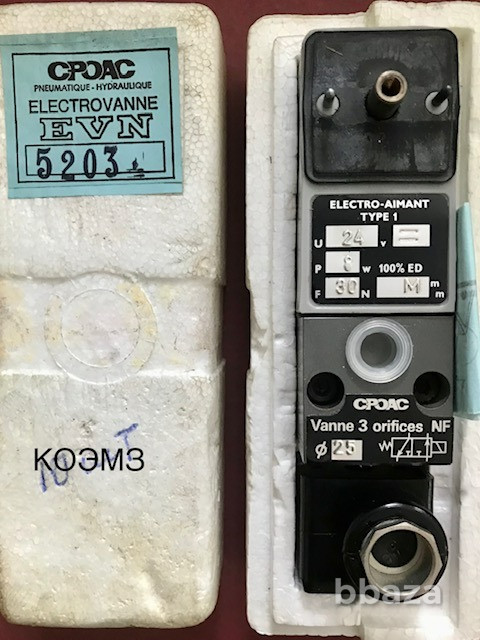 CPOAC
PNEUMATIQUE - HYDRAULIQUE
ELECTROVANNE
EVN
5203
КОЭМЗ
ELECTRO-AIMANT
TYPE 1
U 24 v =
P 8 w 100% ED
F 30 N M m/m
CPOAC
Vanne 3 orifices NF
ø 25
bbaza